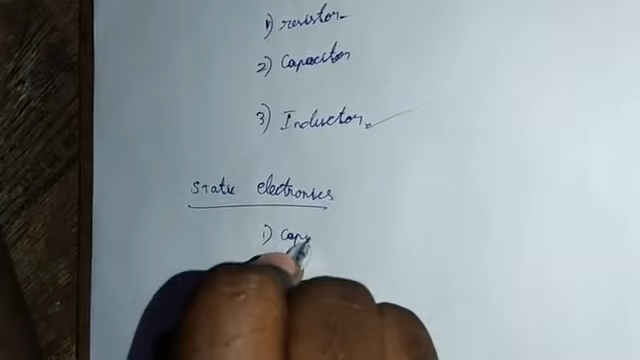 1) resistor
2) Capacitor
3) Inductor
Static electronics
1) Cap